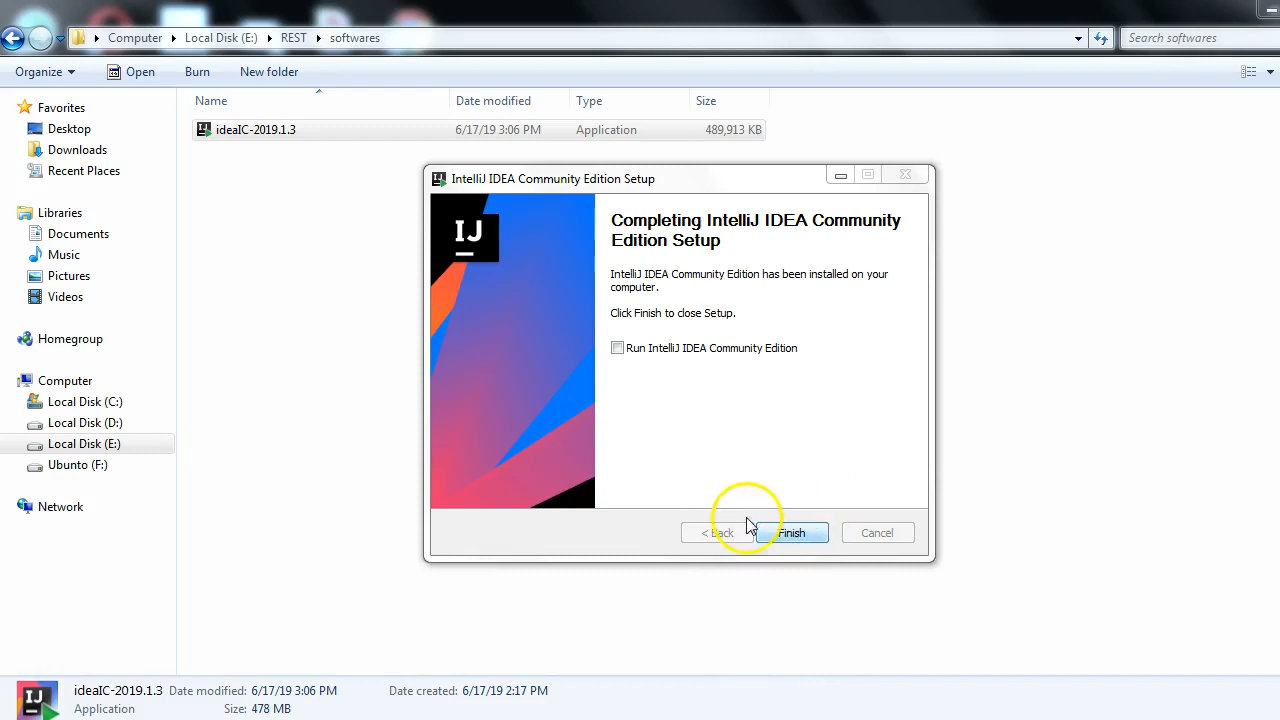 Computer Local Disk (E:) REST softwares
Search softwares
Organize Open Burn New folder
Name Date modified Type Size
ideaIC-2019.1.3 6/17/19 3:06 PM Application 489,913 KB
Favorites
Desktop
Downloads
Recent Places
Libraries
Documents
Music
Pictures
Videos
Homegroup
Computer
Local Disk (C:)
Local Disk (D:)
Local Disk (E:)
Ubunto (F:)
Network
IntelliJ IDEA Community Edition Setup
IJ
Completing IntelliJ IDEA Community
Edition Setup
IntelliJ IDEA Community Edition has been installed on your
computer.
Click Finish to close Setup.
Run IntelliJ IDEA Community Edition
< Back Finish Cancel
IJ
ideaIC-2019.1.3 Date modified: 6/17/19 3:06 PM Date created: 6/17/19 2:17 PM
Application Size: 478 MB